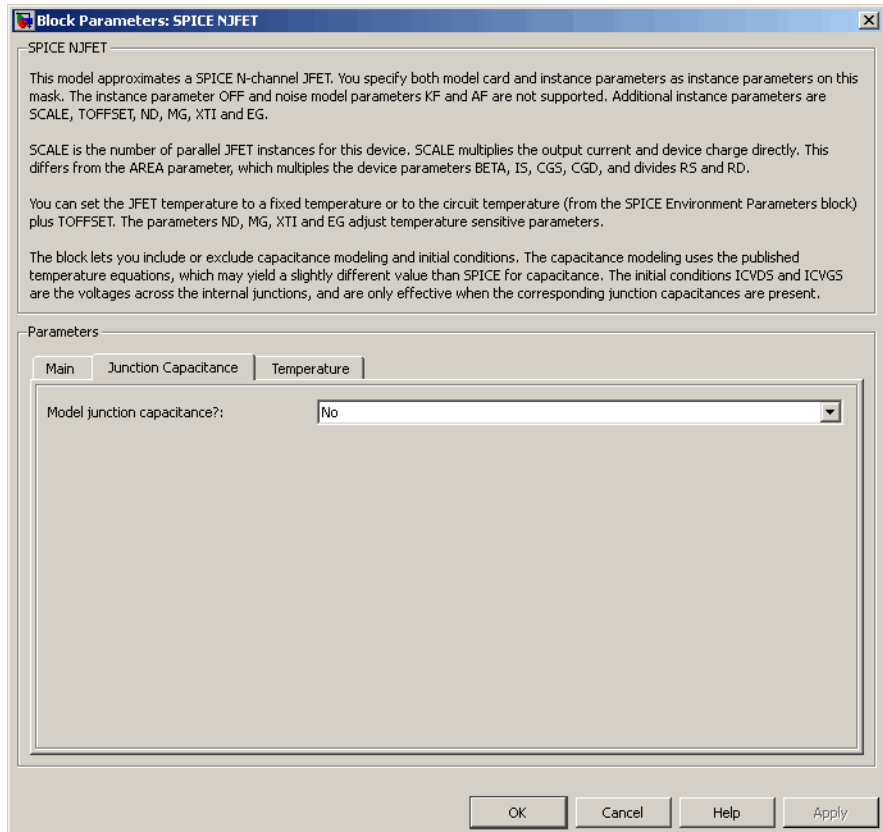 Block Parameters: SPICE NJFET
SPICE NJFET
This model approximates a SPICE N-channel JFET. You specify both model card and instance parameters as instance parameters on this
mask. The instance parameter OFF and noise model parameters KF and AF are not supported. Additional instance parameters are
SCALE, TOFFSET, ND, MG, XTI and EG.
SCALE is the number of parallel JFET instances for this device. SCALE multiplies the output current and device charge directly. This
differs from the AREA parameter, which multiples the device parameters BETA, IS, CGS, CGD, and divides RS and RD.
You can set the JFET temperature to a fixed temperature or to the circuit temperature (from the SPICE Environment Parameters block)
plus TOFFSET. The parameters ND, MG, XTI and EG adjust temperature sensitive parameters.
The block lets you include or exclude capacitance modeling and initial conditions. The capacitance modeling uses the published
temperature equations, which may yield a slightly different value than SPICE for capacitance. The initial conditions ICVDS and ICVGS
are the voltages across the internal junctions, and are only effective when the corresponding junction capacitances are present.
Parameters
Main Junction Capacitance Temperature
Model junction capacitance?: No
OK Cancel Help Apply